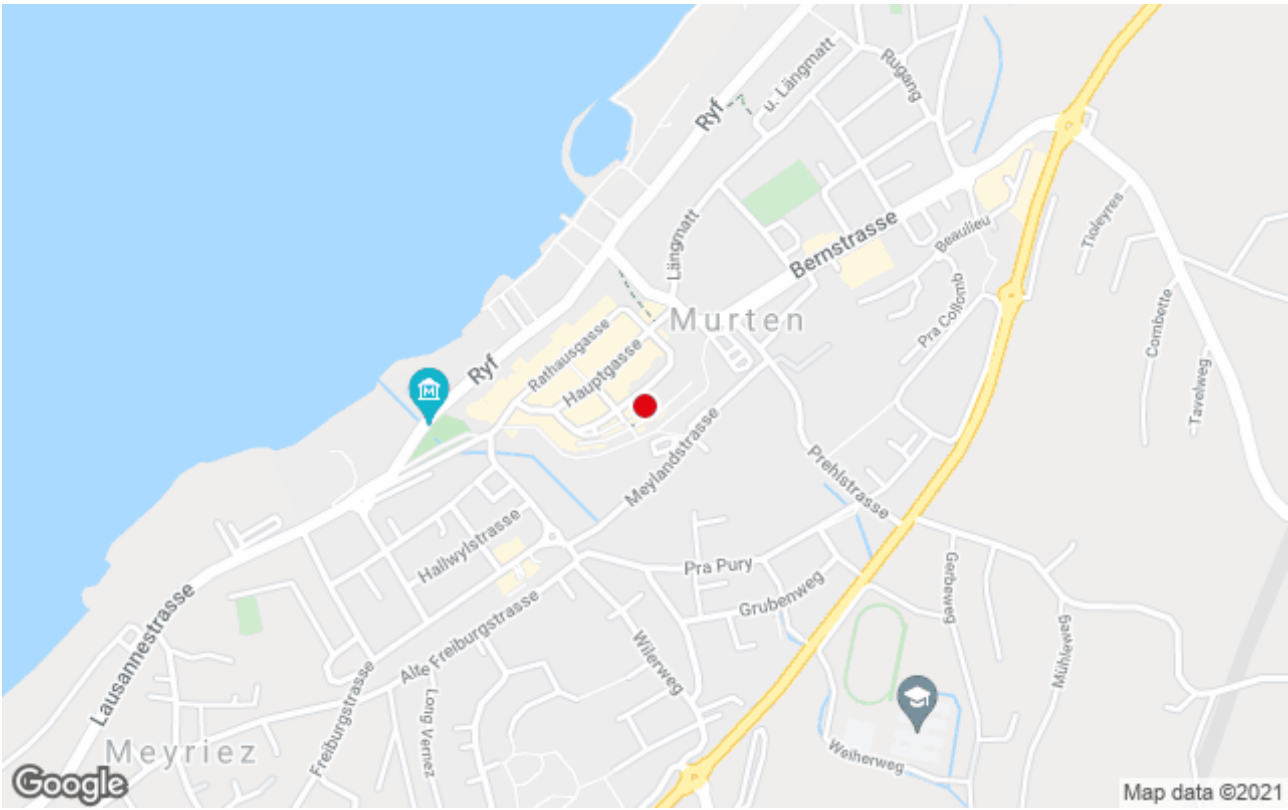 Ryf
u. Längmatt
Rugang
Längmatt
Bernstrasse
Beaulieu
Tioleyres
Pra Collomb
Combette
Tavelweg
Murten
Rathausgasse
Hauptgasse
Ryf
Meylandstrasse
Prehlstrasse
Hallwylstrasse
Pra Pury
Grubenweg
Gerbeweg
Mühleweg
Lausannestrasse
Alte Freiburgstrasse
Wilerweg
Freiburgstrasse
Long Vernez
Meyriez
Weiherweg
Google
Map data ©2021